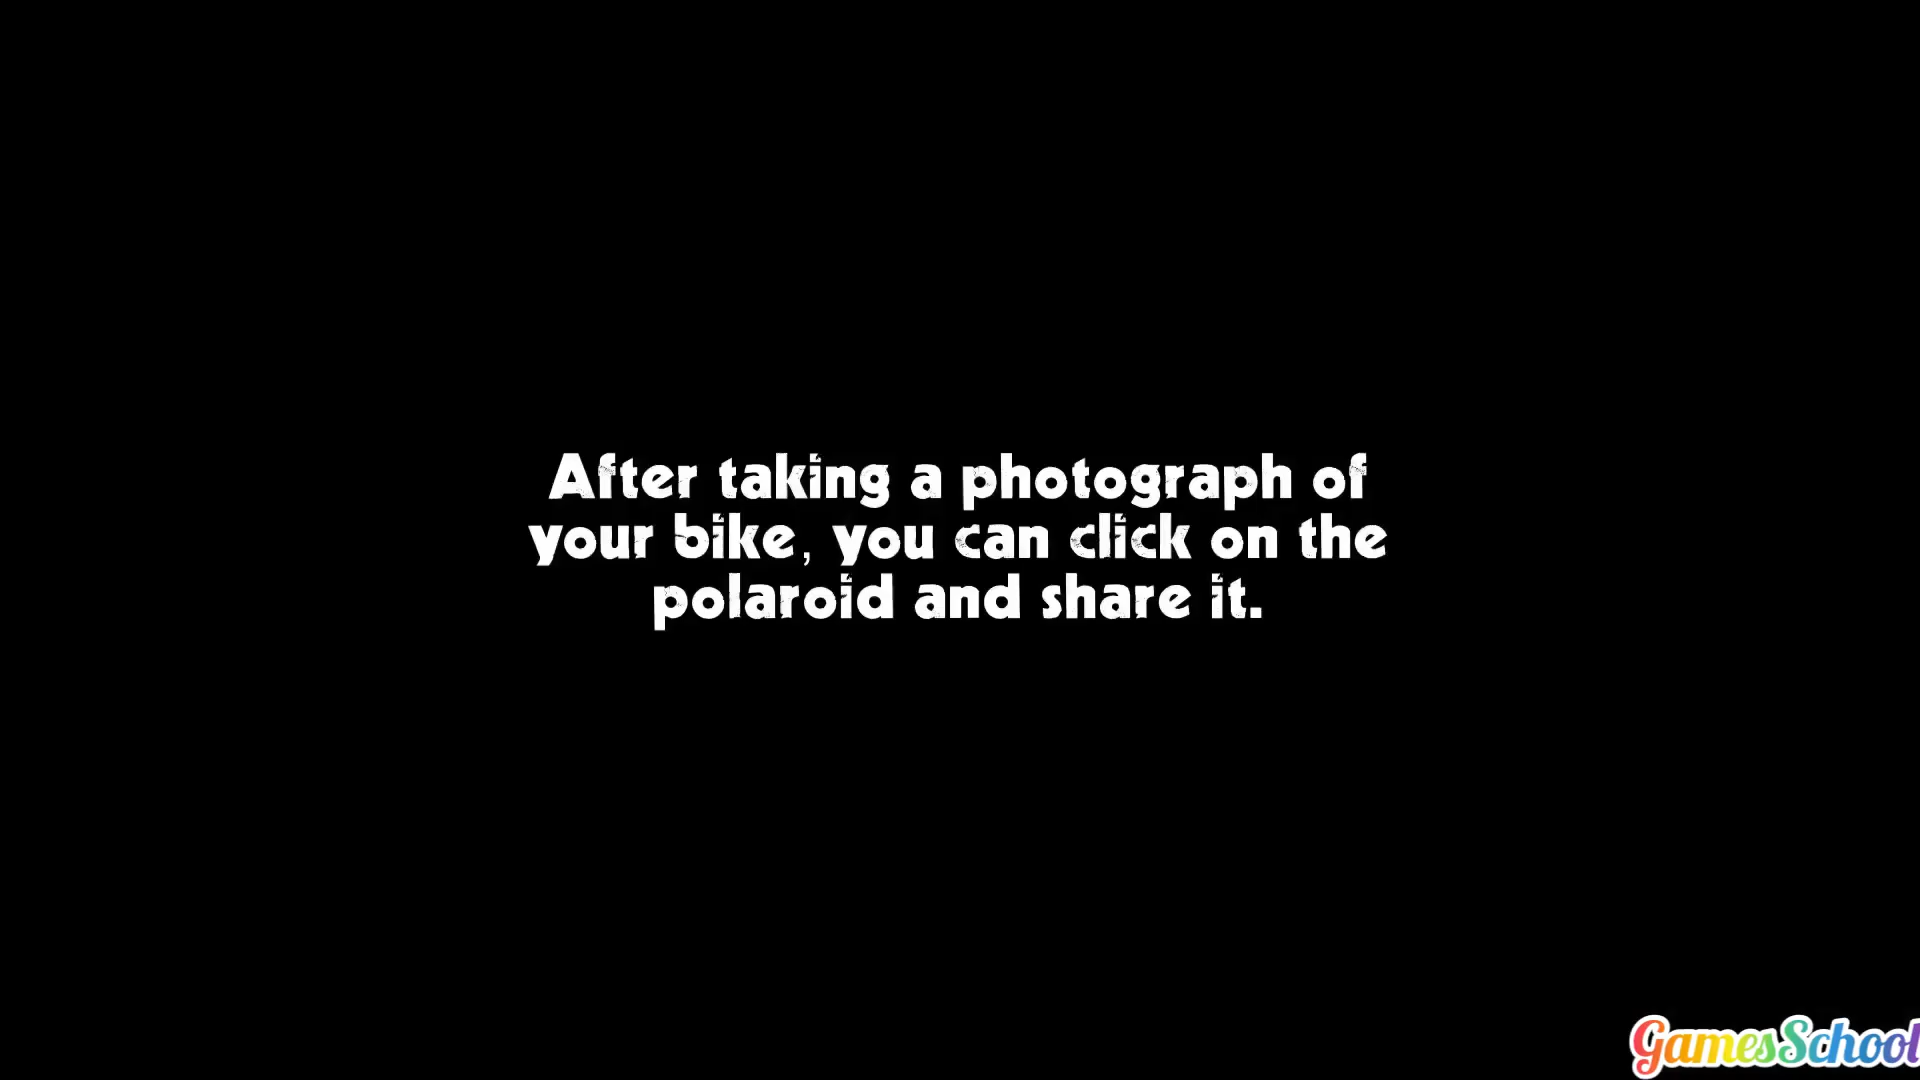 After taking a photograph of
your bike, you can click on the
polaroid and share it.
GamesSchool